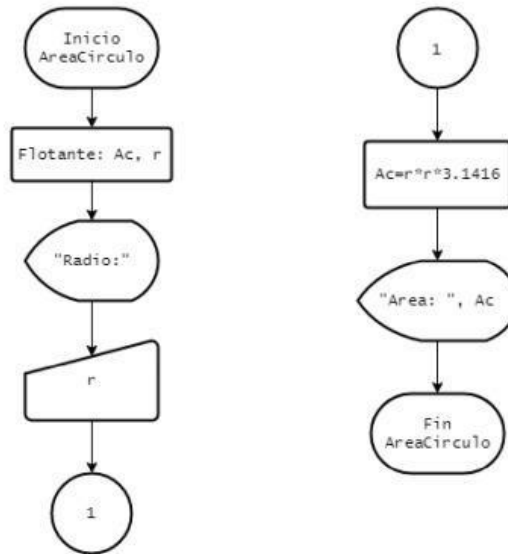 Inicio
AreaCirculo
Flotante: Ac, r
"Radio:"
r
1
1
Ac=r*r*3.1416
"Area: ", Ac
Fin
AreaCirculo